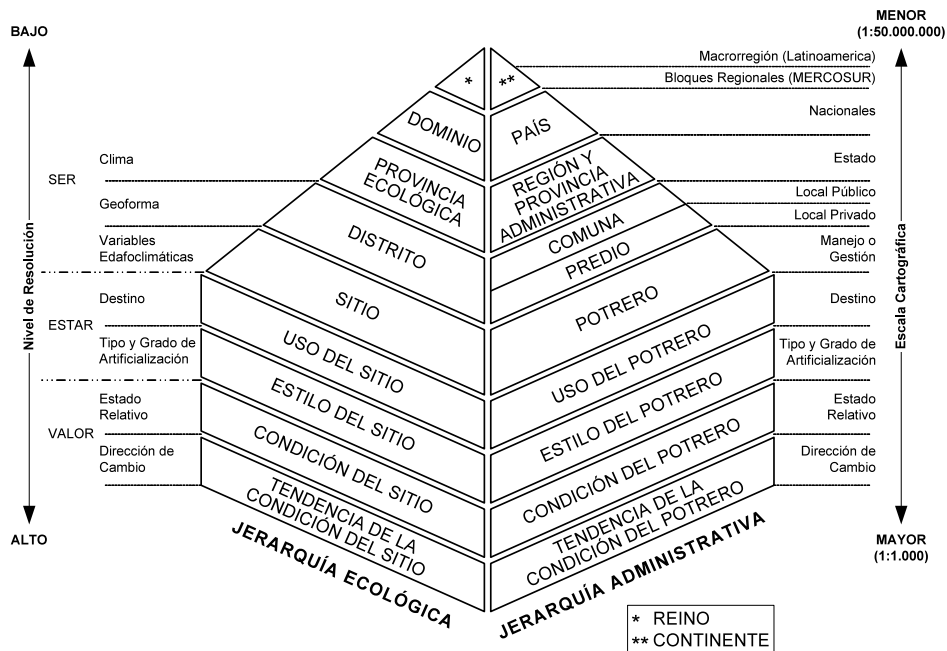 BAJO
MENOR
(1:50.000.000)
Macrorregión (Latinoamerica)
Bloques Regionales (MERCOSUR)
Nacionales
Estado
Local Público
Local Privado
Manejo o
Gestión
Destino
Tipo y Grado de
Artificialización
Estado
Relativo
Dirección de
Cambio
Escala Cartográfica
MAYOR
(1:1.000)
Nivel de Resolución
ALTO
SER
ESTAR
VALOR
Clima
Geoforma
Variables
Edafoclimáticas
Destino
Tipo y Grado de
Artificialización
Estado
Relativo
Dirección de
Cambio
*
DOMINIO
PROVINCIA
ECOLÓGICA
DISTRITO
SITIO
USO DEL SITIO
ESTILO DEL SITIO
CONDICIÓN DEL SITIO
TENDENCIA DE LA
CONDICIÓN DEL SITIO
JERARQUÍA ECOLÓGICA
**
PAÍS
REGIÓN Y
PROVINCIA
ADMINISTRATIVA
COMUNA
PREDIO
POTRERO
USO DEL POTRERO
ESTILO DEL POTRERO
CONDICIÓN DEL POTRERO
TENDENCIA DE LA
CONDICIÓN DEL POTRERO
JERARQUÍA ADMINISTRATIVA
* REINO
** CONTINENTE